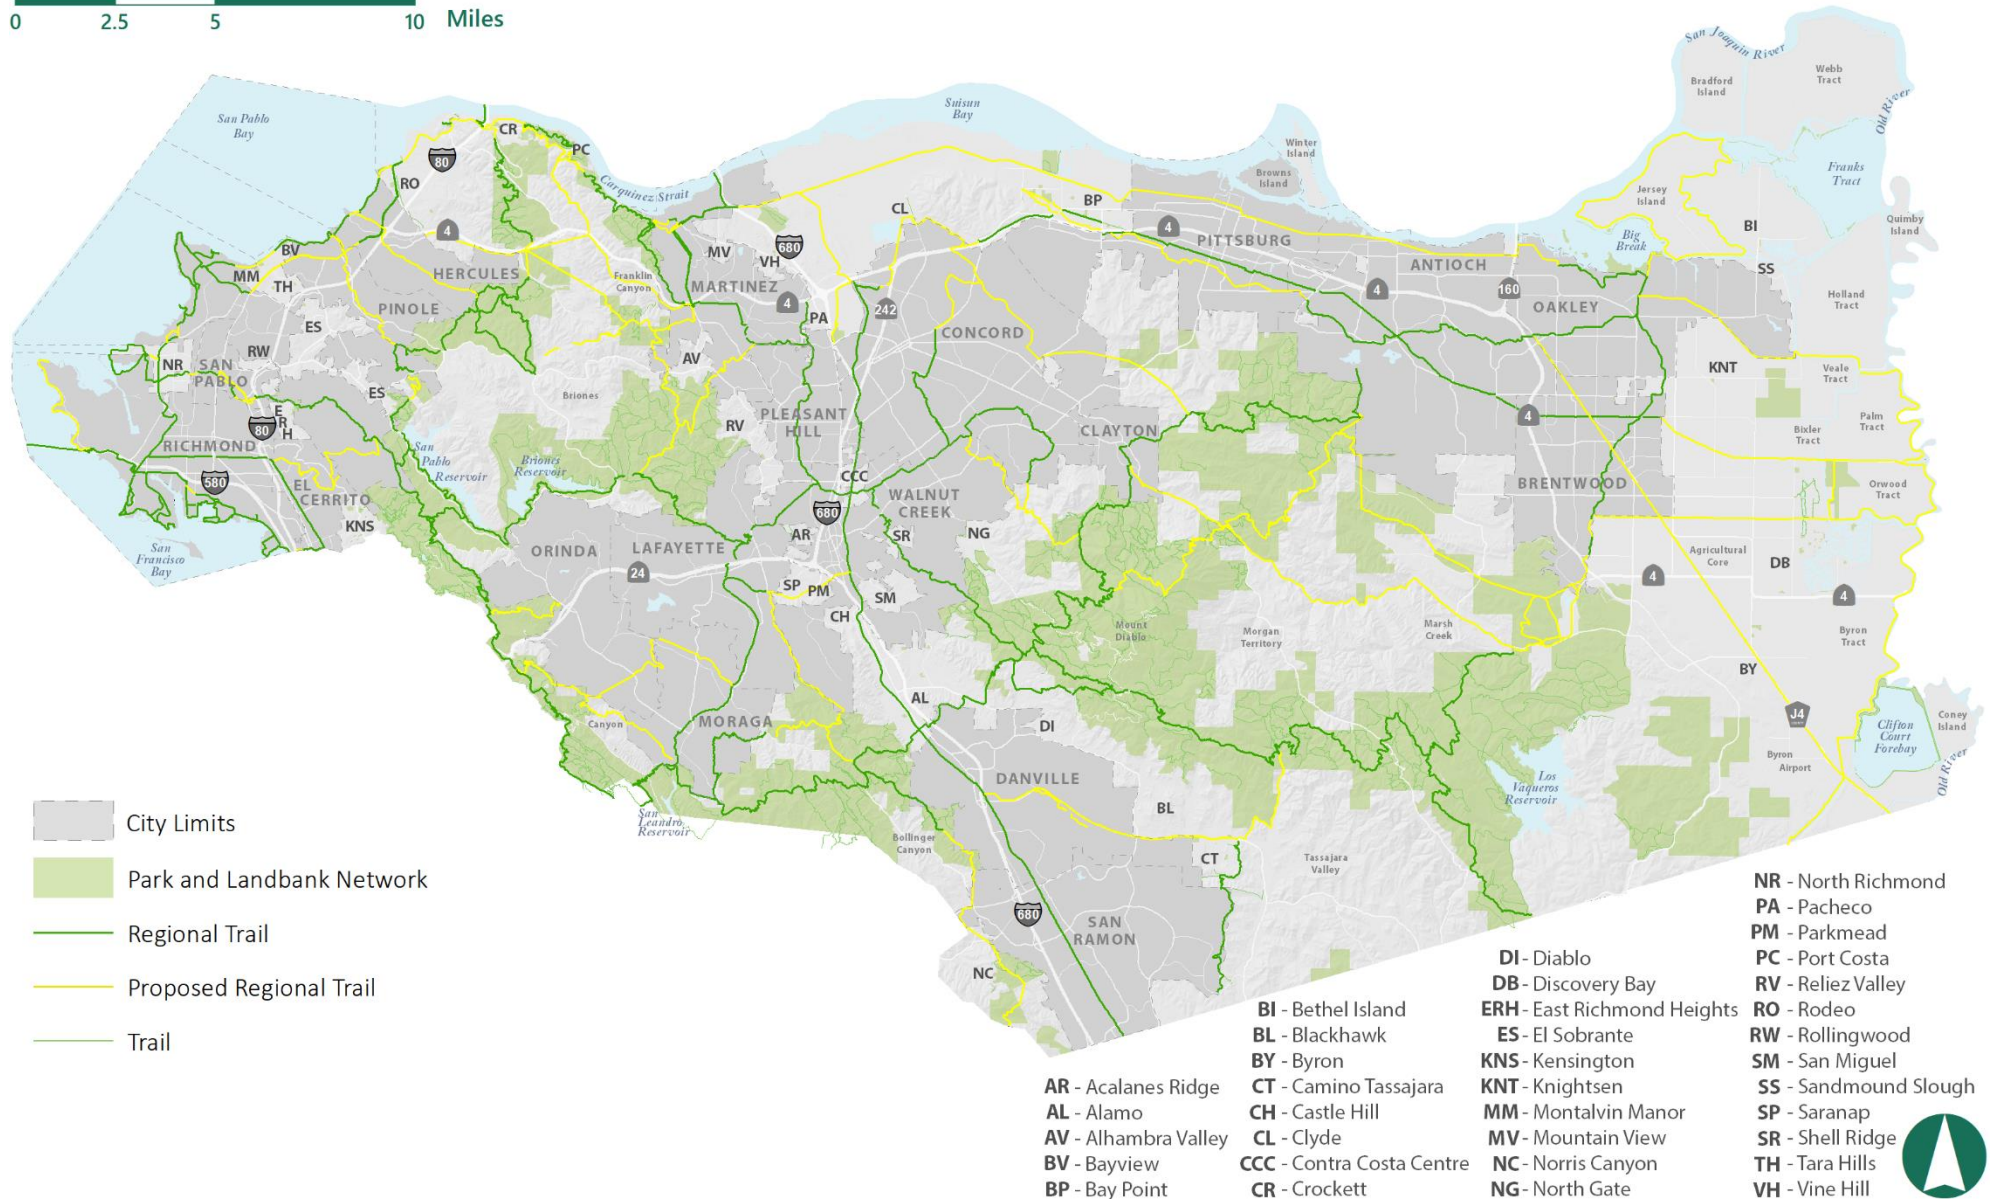 0 2.5 5 10 Miles
San Joaquin River
Webb
Tract
Bradford
Island
Old River
San Pablo
Bay
Suisun
Bay
CR
PC
80
RO
Carquinez Strait
Winter
Island
Browns
Island
Franks
Tract
Jersey
Island
BI
Quimby
Island
Big
Break
CL
BP
4
PITTSBURG
4
BV
MM
TH
HERCULES
Franklin
Canyon
MV
VH
680
MARTINEZ
4
PA
242
ANTIOCH
4
160
OAKLEY
SS
Holland
Tract
PINOLE
ES
RW
NR
SAN
PABLO
CONCORD
AV
KNT
Veale
Tract
ES
Briones
E
R
H
80
RICHMOND
PLEASANT
HILL
RV
CLAYTON
4
Palm
Tract
Bixler
Tract
San
Pablo
Reservoir
Briones
Reservoir
580
EL
CERRITO
KNS
CCC
WALNUT
CREEK
BRENTWOOD
Orwood
Tract
680
San
Francisco
Bay
ORINDA
LAFAYETTE
AR
SR
NG
Agricultural
Core
DB
24
SP
PM
SM
4
4
CH
Mount
Diablo
Morgan
Territory
Marsh
Creek
Byron
Tract
BY
AL
Canyon
MORAGA
DI
J4
Clifton
Court
Forebay
Coney
Island
Byron
Airport
Old River
DANVILLE
Los
Vaqueros
Reservoir
BL
San
Leandro
Reservoir
Bollinger
Canyon
CT
Tassajara
Valley
680
SAN
RAMON
NC
City Limits
Park and Landbank Network
Regional Trail
Proposed Regional Trail
Trail
AR - Acalanes Ridge
AL - Alamo
AV - Alhambra Valley
BV - Bayview
BP - Bay Point
BI - Bethel Island
BL - Blackhawk
BY - Byron
CT - Camino Tassajara
CH - Castle Hill
CL - Clyde
CCC - Contra Costa Centre
CR - Crockett
DI - Diablo
DB - Discovery Bay
ERH - East Richmond Heights
ES - El Sobrante
KNS - Kensington
KNT - Knightsen
MM - Montalvin Manor
MV - Mountain View
NC - Norris Canyon
NG - North Gate
NR - North Richmond
PA - Pacheco
PM - Parkmead
PC - Port Costa
RV - Reliez Valley
RO - Rodeo
RW - Rollingwood
SM - San Miguel
SS - Sandmound Slough
SP - Saranap
SR - Shell Ridge
TH - Tara Hills
VH - Vine Hill